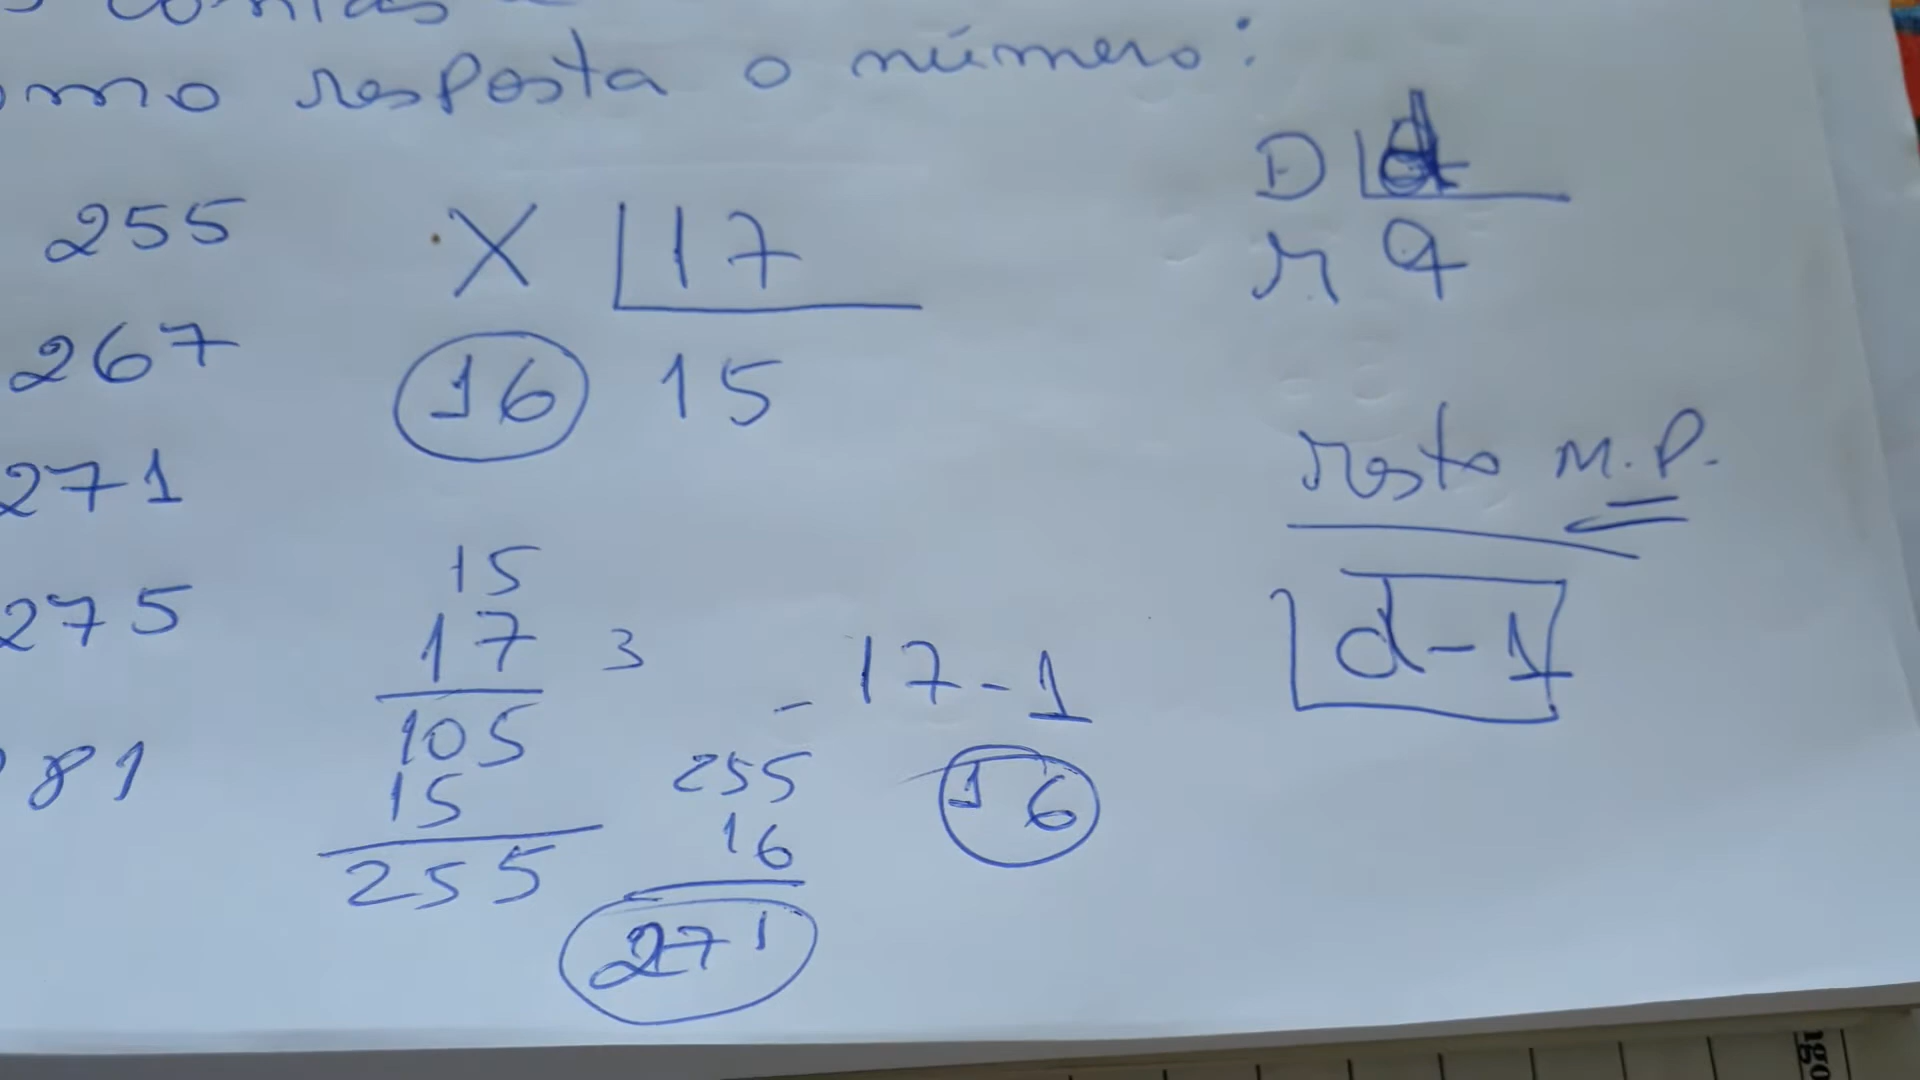 resposta o número:
255
267
271
275
81
X 17
16 15
15
17 3
105
15
255
- 17-1
16
255
16
271
D d
r q
resto M.P.
d-1